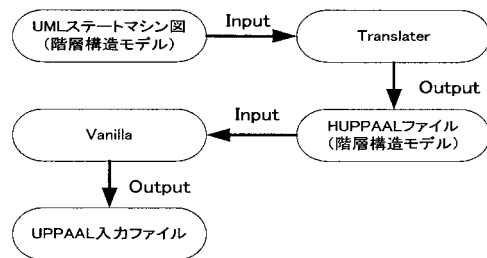 UMLステートマシン図
(階層構造モデル)
Input
Translater
Output
HUPPAALファイル
(階層構造モデル)
Input
Vanilla
Output
UPPAAL入力ファイル